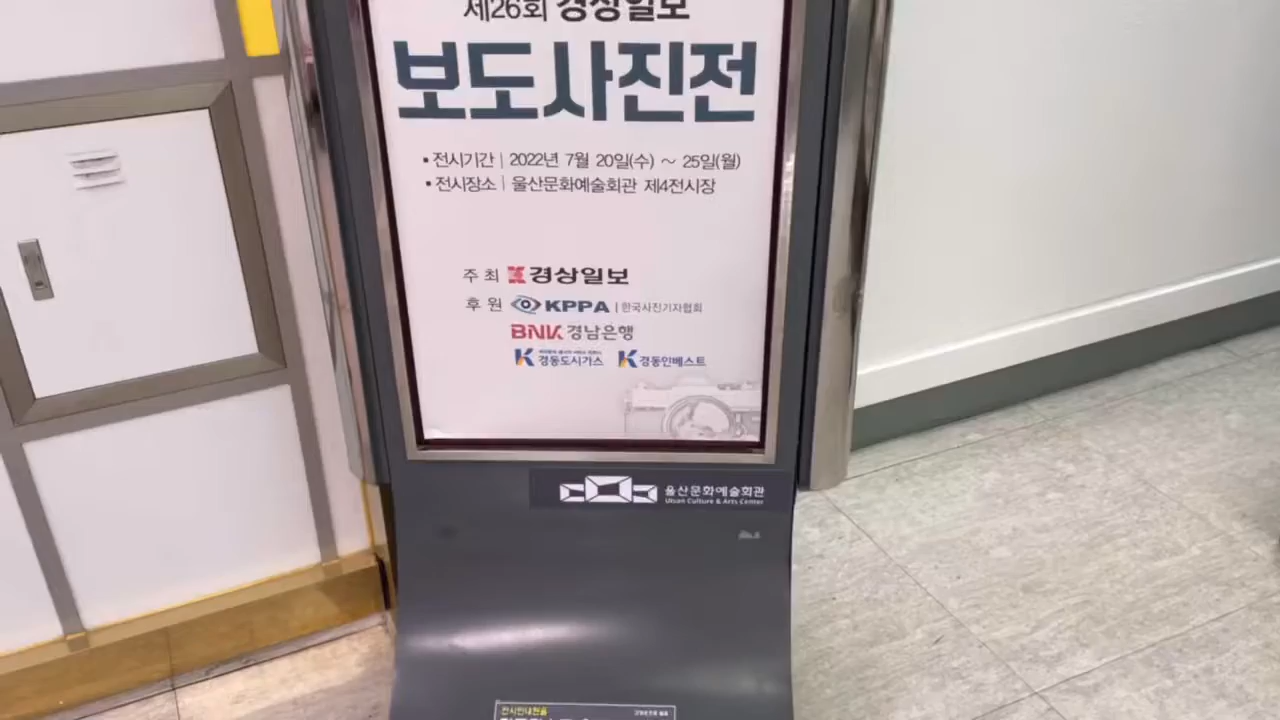 제26회 경상일보
보도사진전
• 전시기간 | 2022년 7월 20일(수) ~ 25일(월)
• 전시장소 | 울산문화예술회관 제4전시장
주최 경상일보
후원 KPPA | 한국사진기자협회
BNK 경남은행
경동도시가스 경동인베스트
울산문화예술회관
Ulsan Culture & Arts Center